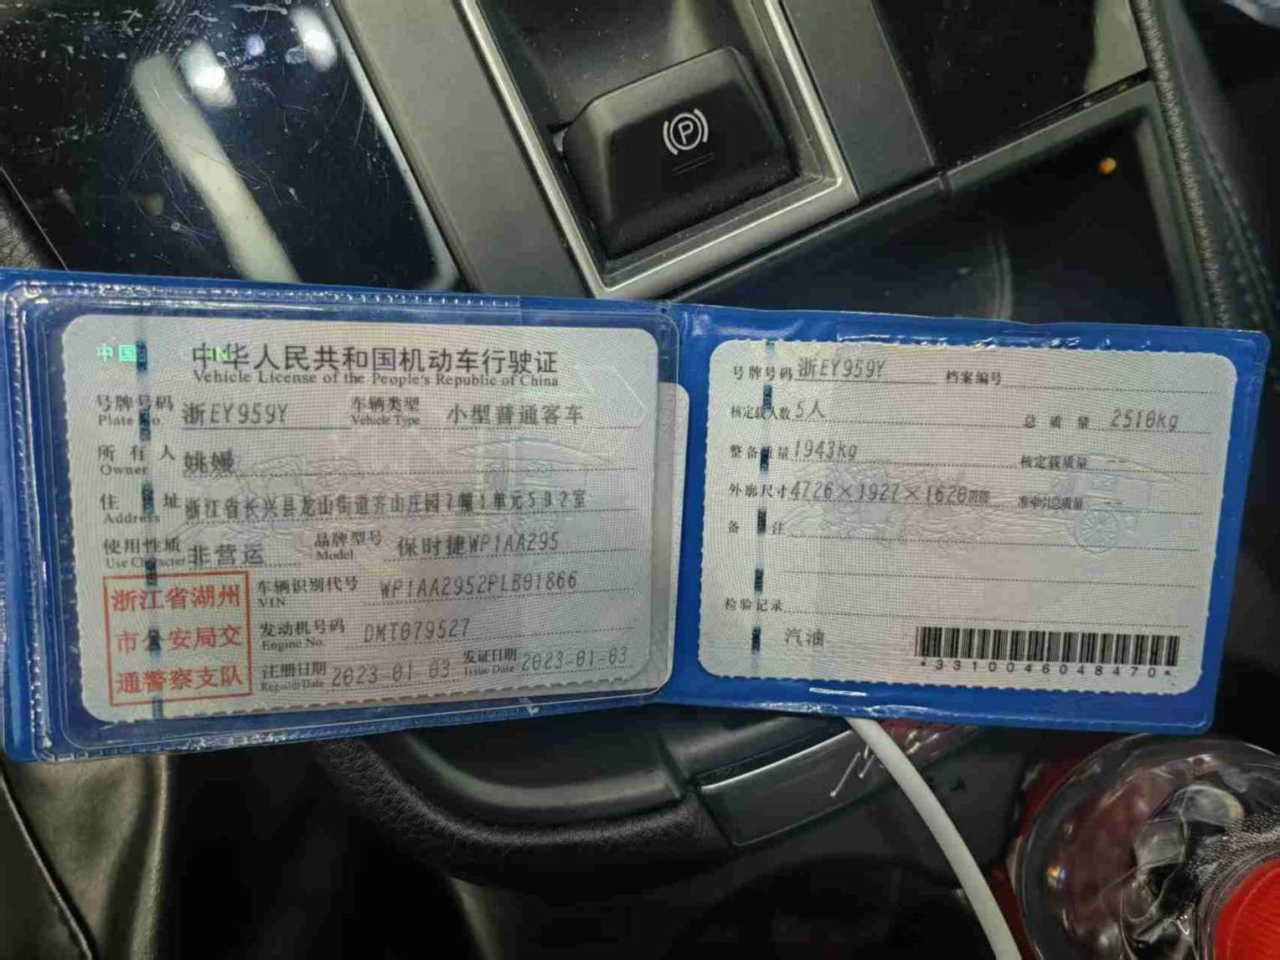 中国
中华人民共和国机动车行驶证
Vehicle License of the People's Republic of China
号牌号码 浙EY959Y 车辆类型 小型普通客车
Plate No. Vehicle Type
所有人 姚嫚
Owner
住址 浙江省长兴县龙山街道齐山庄园7幢1单元502室
Address
使用性质 非营运 品牌型号 保时捷WP1AA295
Use Character Model
浙江省湖州
市公安局交
通警察支队
车辆识别代号 WP1AA2952PLB01866
VIN
发动机号码 DMT079527
Engine No.
注册日期 2023-01-03 发证日期 2023-01-03
Register Date Issue Date
号牌号码 浙EY959Y 档案编号
核定载人数 5人 总质量 2510kg
整备质量 1943kg 核定载质量 --
外廓尺寸 4726×1927×1628mm 准牵引总质量 --
备注
检验记录
汽油
*3310046048470*
P